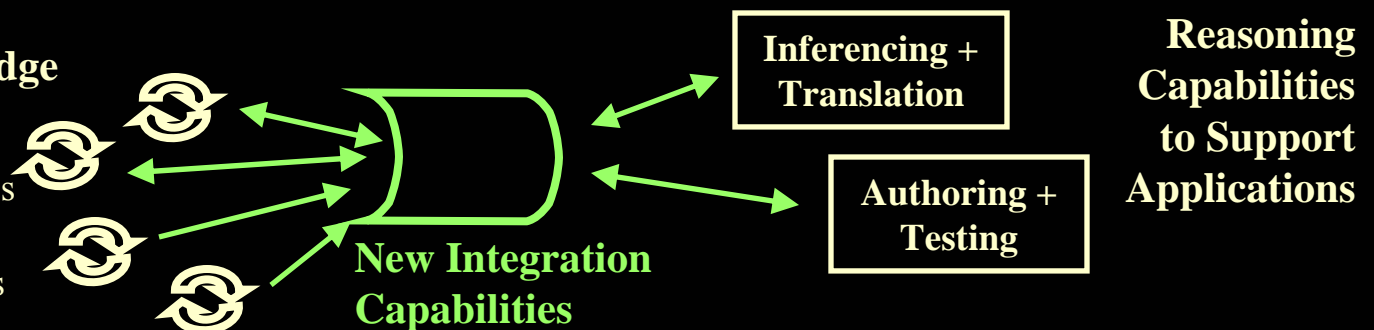 dge
s
s
New Integration
Capabilities
Inferencing +
Translation
Authoring +
Testing
Reasoning
Capabilities
to Support
Applications